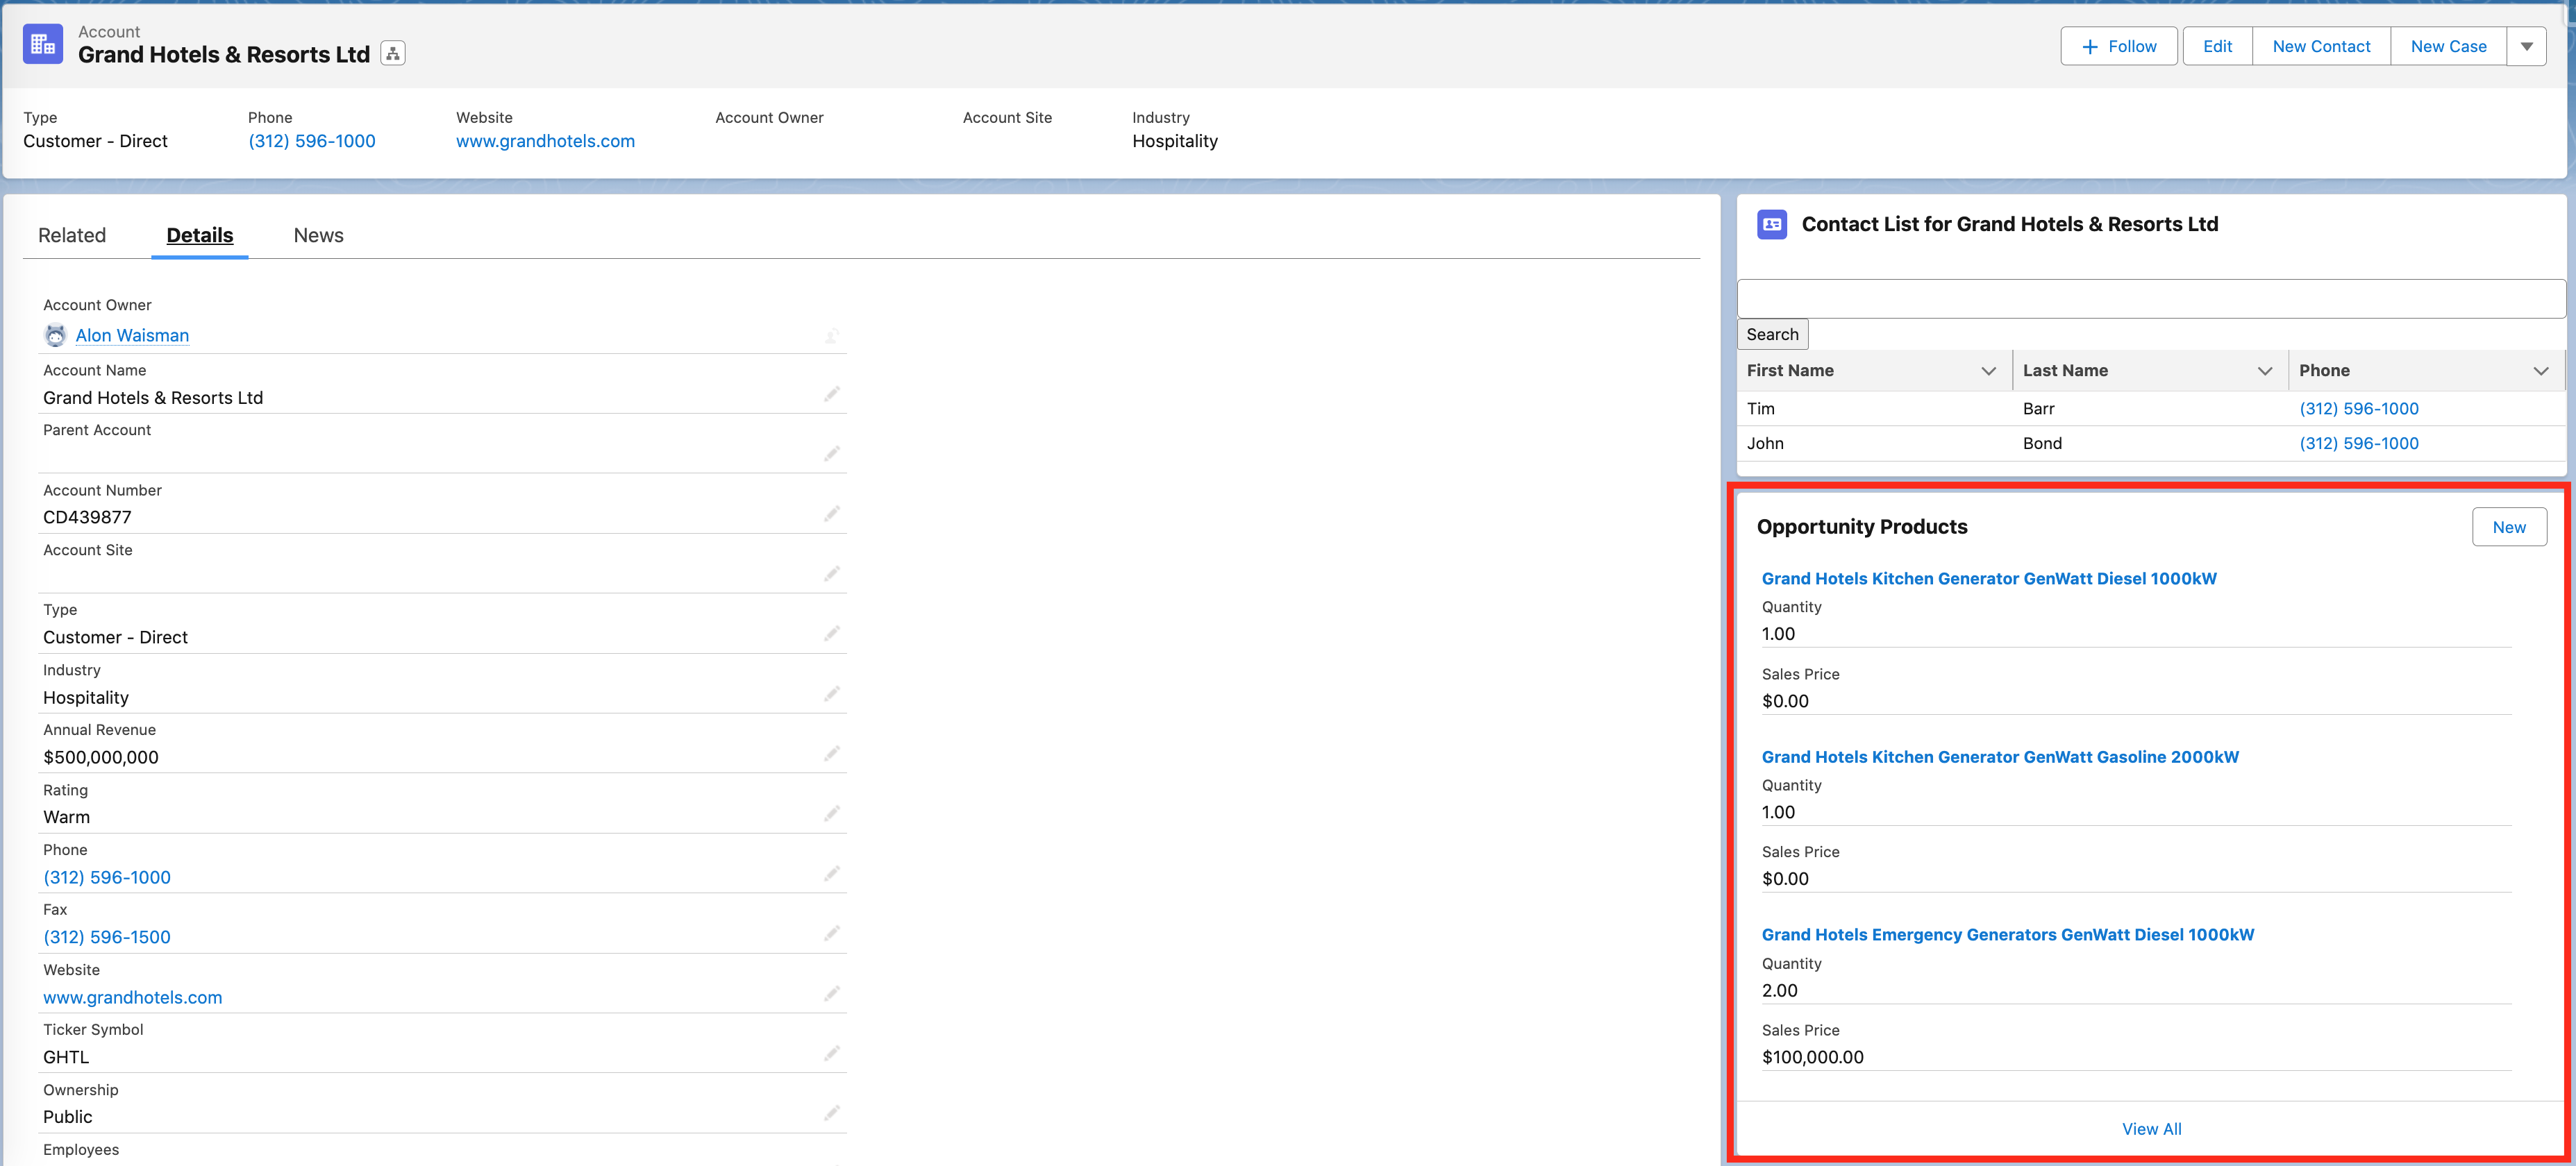 Account
Grand Hotels & Resorts Ltd
+ Follow
Edit
New Contact
New Case
Type
Customer - Direct
Phone
(312) 596-1000
Website
www.grandhotels.com
Account Owner
Account Site
Industry
Hospitality
Related
Details
News
Account Owner
Alon Waisman
Account Name
Grand Hotels & Resorts Ltd
Parent Account
Account Number
CD439877
Account Site
Type
Customer - Direct
Industry
Hospitality
Annual Revenue
$500,000,000
Rating
Warm
Phone
(312) 596-1000
Fax
(312) 596-1500
Website
www.grandhotels.com
Ticker Symbol
GHTL
Ownership
Public
Employees
Contact List for Grand Hotels & Resorts Ltd
Search
First Name Last Name Phone
Tim Barr (312) 596-1000
John Bond (312) 596-1000
Opportunity Products
New
Grand Hotels Kitchen Generator GenWatt Diesel 1000kW
Quantity
1.00
Sales Price
$0.00
Grand Hotels Kitchen Generator GenWatt Gasoline 2000kW
Quantity
1.00
Sales Price
$0.00
Grand Hotels Emergency Generators GenWatt Diesel 1000kW
Quantity
2.00
Sales Price
$100,000.00
View All